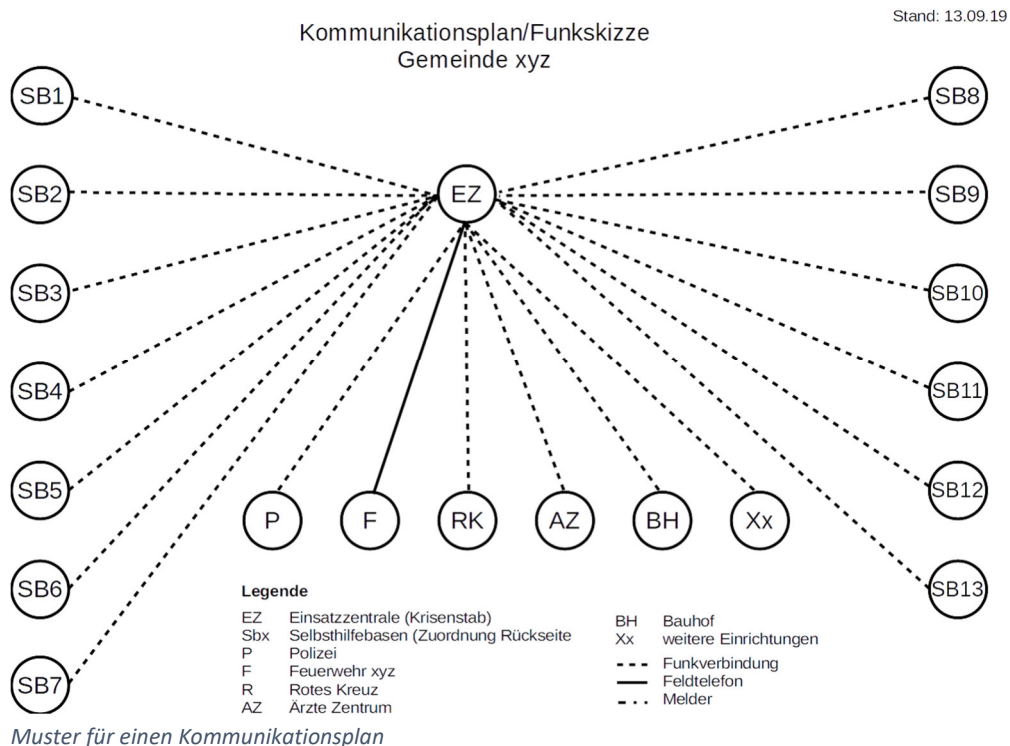 Stand: 13.09.19
Kommunikationsplan/Funkskizze
Gemeinde xyz
SB1
SB8
SB2
EZ
SB9
SB3
SB10
SB4
SB11
SB5
SB12
P
F
RK
AZ
BH
Xx
SB6
SB13
SB7
Legende
EZ Einsatzzentrale (Krisenstab)
Sbx Selbsthilfebasen (Zuordnung Rückseite
P Polizei
F Feuerwehr xyz
R Rotes Kreuz
AZ Ärzte Zentrum
BH Bauhof
Xx weitere Einrichtungen
Funkverbindung
Feldtelefon
Melder
Muster für einen Kommunikationsplan